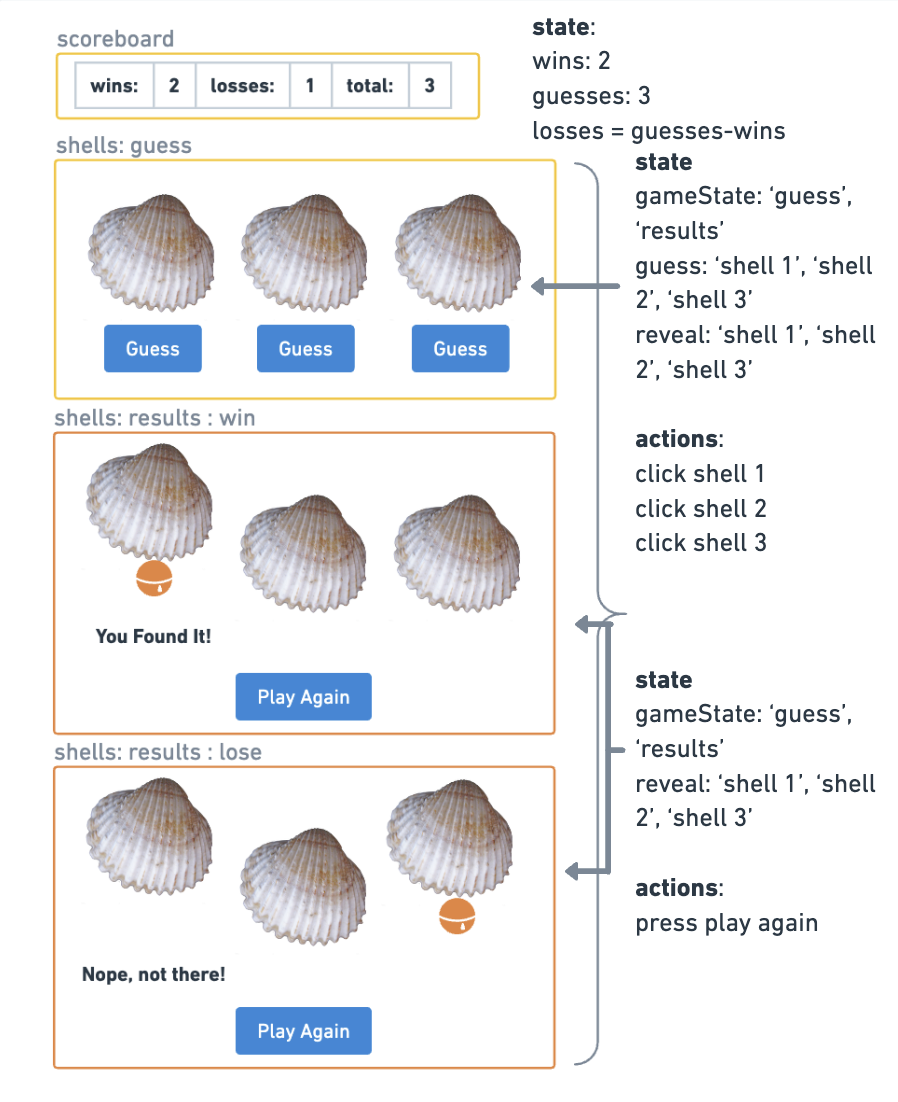 scoreboard
wins: 2 losses: 1 total: 3
state:
wins: 2
guesses: 3
losses = guesses-wins
shells: guess
Guess Guess Guess
state
gameState: ‘guess’,
‘results’
guess: ‘shell 1’, ‘shell
2’, ‘shell 3’
reveal: ‘shell 1’, ‘shell
2’, ‘shell 3’
actions:
click shell 1
click shell 2
click shell 3
shells: results : win
You Found It!
Play Again
shells: results : lose
Nope, not there!
Play Again
state
gameState: ‘guess’,
‘results’
reveal: ‘shell 1’, ‘shell
2’, ‘shell 3’
actions:
press play again